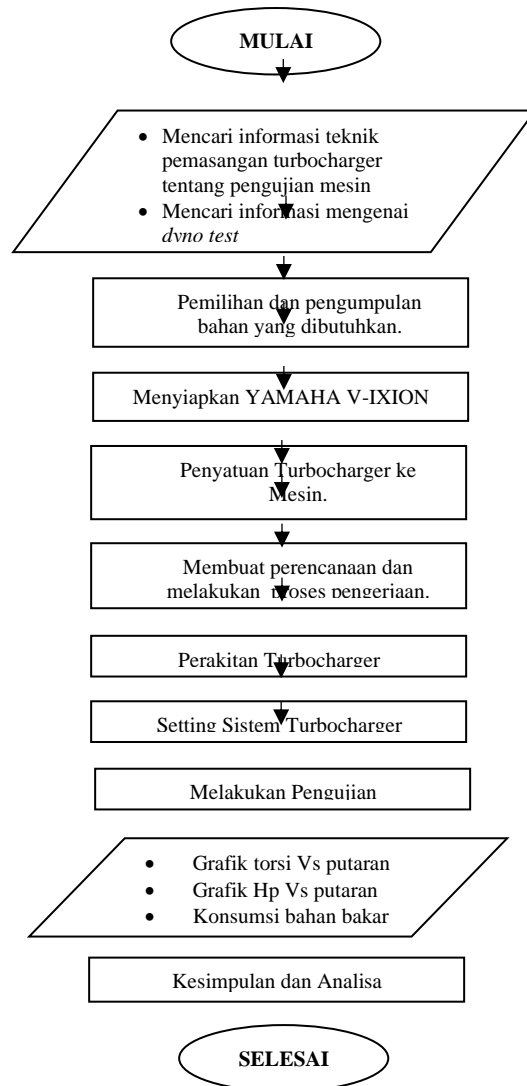 MULAI
• Mencari informasi teknik
pemasangan turbocharger
tentang pengujian mesin
• Mencari informasi mengenai
dyno test
Pemilihan dan pengumpulan
bahan yang dibutuhkan.
Menyiapkan YAMAHA V-IXION
Penyatuan Turbocharger ke
Mesin.
Membuat perencanaan dan
melakukan proses pengerjaan.
Perakitan Turbocharger
Setting Sistem Turbocharger
Melakukan Pengujian
• Grafik torsi Vs putaran
• Grafik Hp Vs putaran
• Konsumsi bahan bakar
Kesimpulan dan Analisa
SELESAI